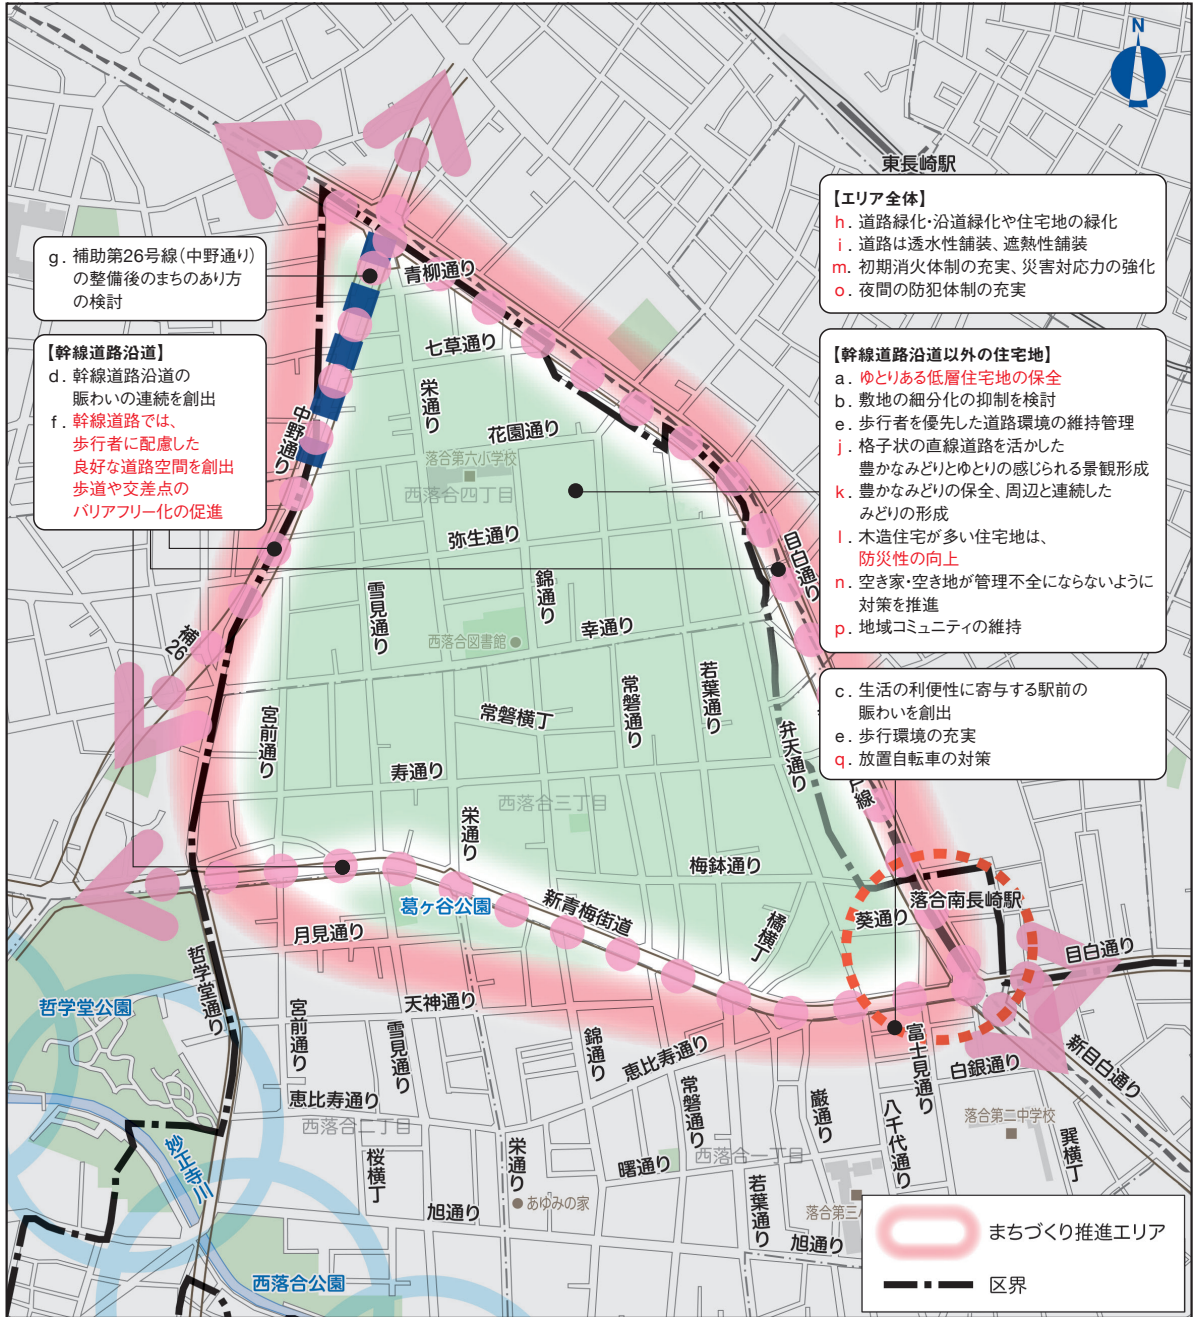 N
東長崎駅
【エリア全体】
h. 道路緑化・沿道緑化や住宅地の緑化
i. 道路は透水性舗装、遮熱性舗装
m. 初期消火体制の充実、災害対応力の強化
o. 夜間の防犯体制の充実
g. 補助第26号線(中野通り)
の整備後のまちのあり方
の検討
【幹線道路沿道】
d. 幹線道路沿道の
賑わいの連続を創出
f. 幹線道路では、
歩行者に配慮した
良好な道路空間を創出
歩道や交差点の
バリアフリー化の促進
【幹線道路沿道以外の住宅地】
a. ゆとりある低層住宅地の保全
b. 敷地の細分化の抑制を検討
e. 歩行者を優先した道路環境の維持管理
j. 格子状の直線道路を活かした
豊かなみどりとゆとりの感じられる景観形成
k. 豊かなみどりの保全、周辺と連続した
みどりの形成
l. 木造住宅が多い住宅地は、
防災性の向上
n. 空き家・空き地が管理不全にならないように
対策を推進
p. 地域コミュニティの維持
c. 生活の利便性に寄与する駅前の
賑わいを創出
e. 歩行環境の充実
q. 放置自転車の対策
青柳通り
七草通り
栄通り
中野通り
花園通り
落合第六小学校
西落合四丁目
弥生通り
目白通り
雪見通り
錦通り
補26
西落合図書館
幸通り
若葉通り
常磐通り
宮前通り
常磐横丁
弁天通り
寿通り
西落合三丁目
線
栄通り
梅鉢通り
落合南長崎駅
葛ヶ谷公園
新青梅街道
葵通り
橘横丁
月見通り
目白通り
哲学堂通り
哲学堂公園
天神通り
宮前通り
雪見通り
錦通り
恵比寿通り
富士見通り
新目白通り
白銀通り
常磐通り
巌通り
八千代通り
恵比寿通り
西落合二丁目
落合第二中学校
妙正寺川
桜横丁
栄通り
曙通り
西落合一丁目
巽横丁
若葉通り
あゆみの家
旭通り
落合第三
旭通り
西落合公園
まちづくり推進エリア
区界